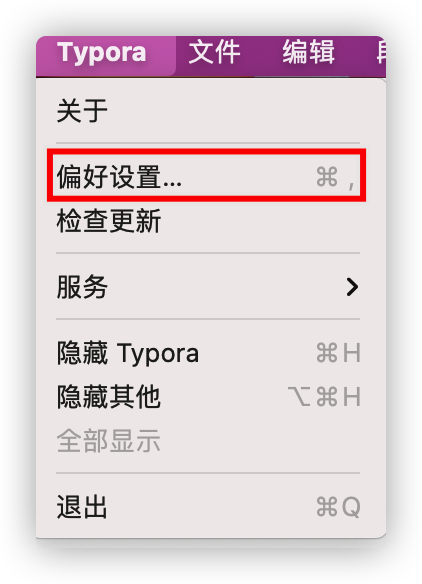 Typora 文件 编辑
关于
偏好设置... ⌘ ,
检查更新
服务
隐藏 Typora ⌘H
隐藏其他 ⌥⌘H
全部显示
退出 ⌘Q